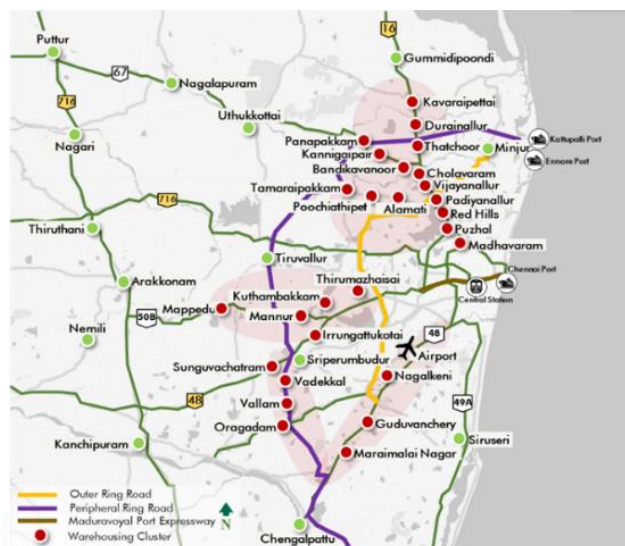 16
Puttur
Gummidipoondi
67
Nagalapuram
716
Kavaraipettai
Uthukkottai
Durainallur
Nagari
Panapakkam
Thatchoor
Kattupalli Port
Kannigaipair
Minjur
Bandikavanoor
Cholavaram
Ennore Port
Tamaraipakkam
Vijayanallur
716
Padiyanallur
Poochiathipet
Alamati
Red Hills
Thiruthani
Puzhal
Madhavaram
Tiruvallur
Arakkonam
Thirumazhaisai
Chennai Port
Kuthambakkam
Central Station
Mappedu
50B
Mannur
Nemili
Irrungattukotai
48
Airport
Sriperumbudur
Sunguvachatram
Nagalkeni
Vadekkal
48
Vallam
49A
Oragadam
Guduvanchery
Siruseri
Kanchipuram
Maraimalai Nagar
Outer Ring Road
Peripheral Ring Road
Maduravoyal Port Expressway
N
Warehousing Cluster
Chengalpattu